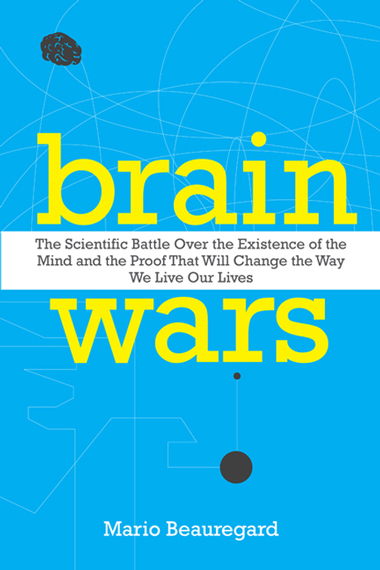 brain
The Scientific Battle Over the Existence of the
Mind and the Proof That Will Change the Way
We Live Our Lives
wars
Mario Beauregard